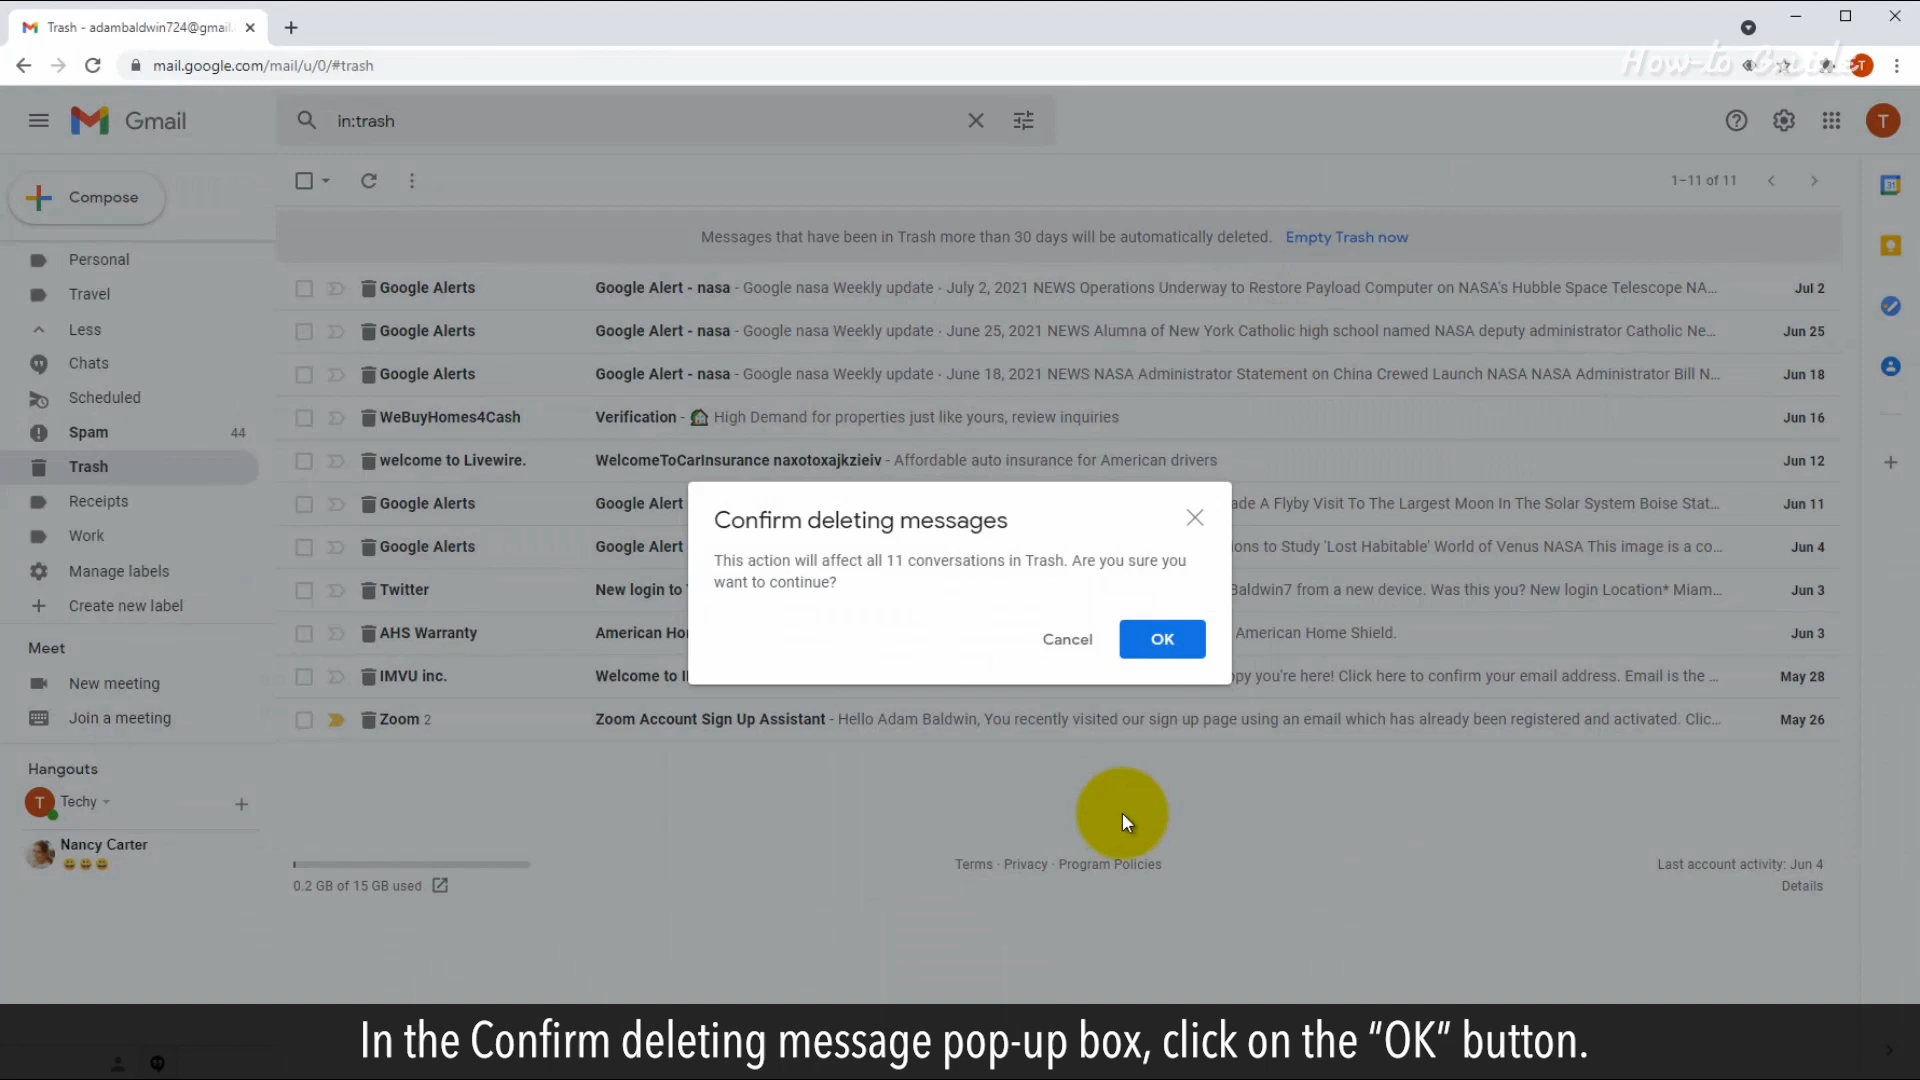 Trash - adambaldwin724@gmail.
mail.google.com/mail/u/0/#trash
How-to Guide
Gmail
in:trash
T
Compose
1–11 of 11
Messages that have been in Trash more than 30 days will be automatically deleted. Empty Trash now
Personal
Travel
Less
Chats
Scheduled
Spam 44
Trash
Receipts
Work
Manage labels
Create new label
Meet
New meeting
Join a meeting
Hangouts
T Techy
Nancy Carter
Google Alerts Google Alert - nasa - Google nasa Weekly update · July 2, 2021 NEWS Operations Underway to Restore Payload Computer on NASA's Hubble Space Telescope NA... Jul 2
Google Alerts Google Alert - nasa - Google nasa Weekly update · June 25, 2021 NEWS Alumna of New York Catholic high school named NASA deputy administrator Catholic Ne... Jun 25
Google Alerts Google Alert - nasa - Google nasa Weekly update · June 18, 2021 NEWS NASA Administrator Statement on China Crewed Launch NASA NASA Administrator Bill N... Jun 18
WeBuyHomes4Cash Verification - 🏠 High Demand for properties just like yours, review inquiries Jun 16
welcome to Livewire. WelcomeToCarInsurance naxotoxajkzieiv - Affordable auto insurance for American drivers Jun 12
Google Alerts Google Alert ade A Flyby Visit To The Largest Moon In The Solar System Boise Stat... Jun 11
Google Alerts Google Alert ions to Study 'Lost Habitable' World of Venus NASA This image is a co... Jun 4
Twitter New login to Baldwin7 from a new device. Was this you? New login Location* Miam... Jun 3
AHS Warranty American Ho American Home Shield. Jun 3
IMVU inc. Welcome to I ppy you're here! Click here to confirm your email address. Email is the ... May 28
Zoom 2 Zoom Account Sign Up Assistant - Hello Adam Baldwin, You recently visited our sign up page using an email which has already been registered and activated. Clic... May 26
Confirm deleting messages
This action will affect all 11 conversations in Trash. Are you sure you
want to continue?
Cancel OK
0.2 GB of 15 GB used
Terms · Privacy · Program Policies
Last account activity: Jun 4
Details
In the Confirm deleting message pop-up box, click on the “OK” button.